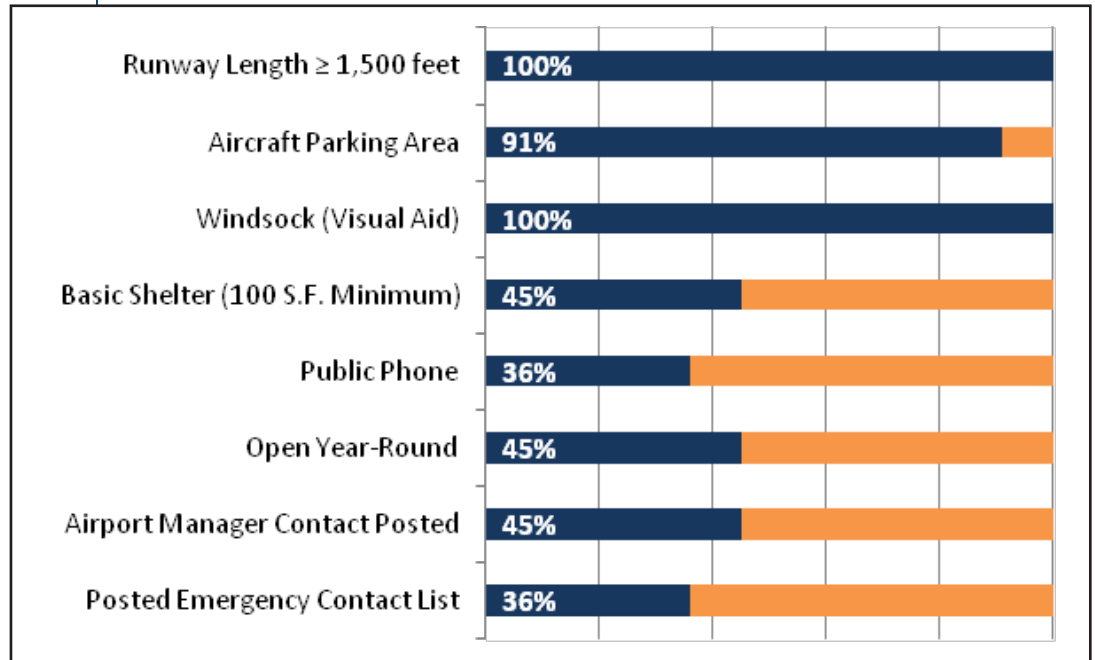 Runway Length ≥ 1,500 feet 100%
Aircraft Parking Area 91%
Windsock (Visual Aid) 100%
Basic Shelter (100 S.F. Minimum) 45%
Public Phone 36%
Open Year-Round 45%
Airport Manager Contact Posted 45%
Posted Emergency Contact List 36%